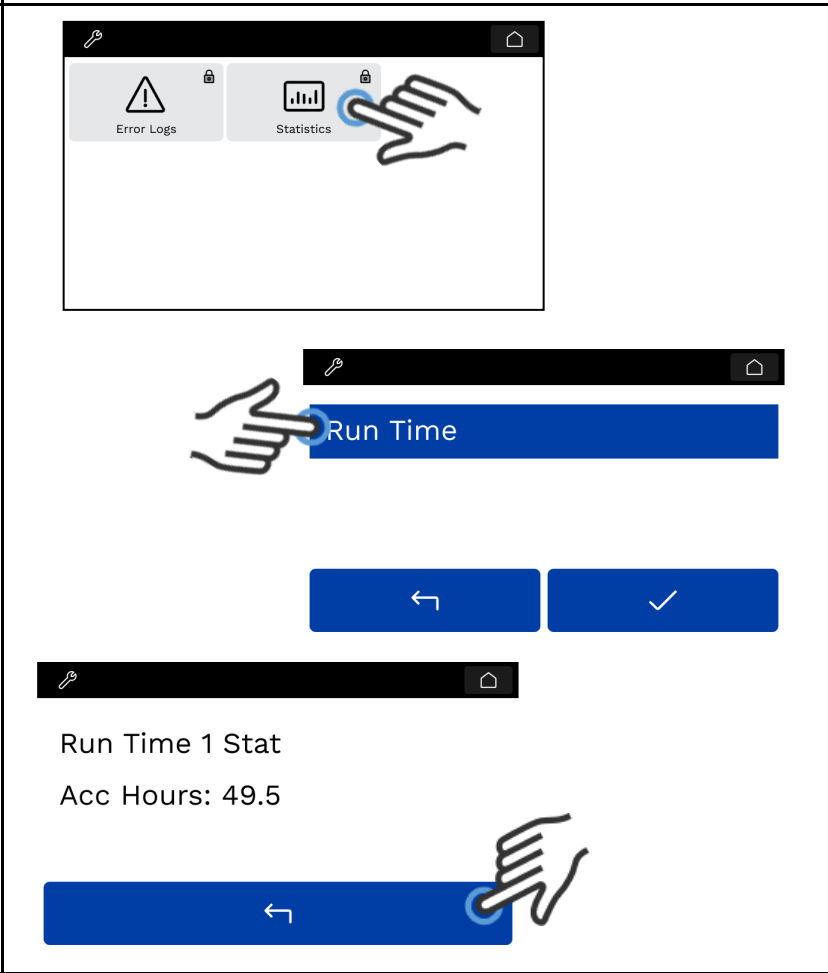 Error Logs
Statistics
Run Time
Run Time 1 Stat
Acc Hours: 49.5